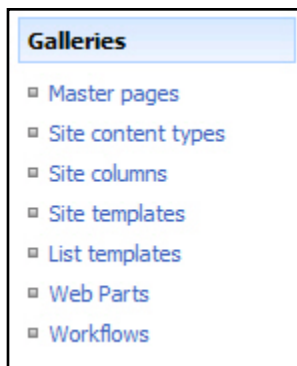 Galleries
Master pages
Site content types
Site columns
Site templates
List templates
Web Parts
Workflows